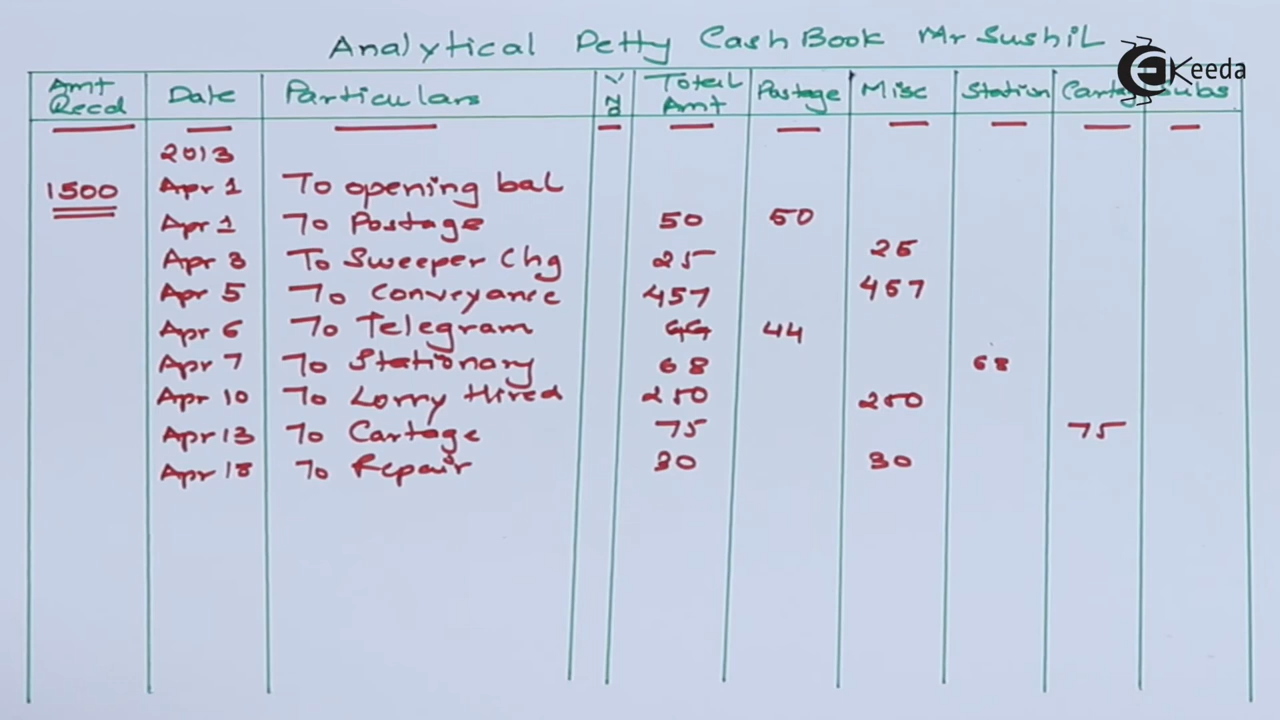 Analytical Petty Cash Book Mr Sushil
Keeda
Amt Recd Date Particulars V No Total Amt Postage Misc Station Cartag Subs
2013
1500 Apr 1 To opening bal
Apr 1 To Postage 50 50
Apr 3 To Sweeper Chg 25 25
Apr 5 To Conveyance 457 457
Apr 6 To Telegram 44 44
Apr 7 To Stationary 68 68
Apr 10 To Lorry Hired 250 250
Apr 13 To Cartage 75 75
Apr 18 To Repair 30 30